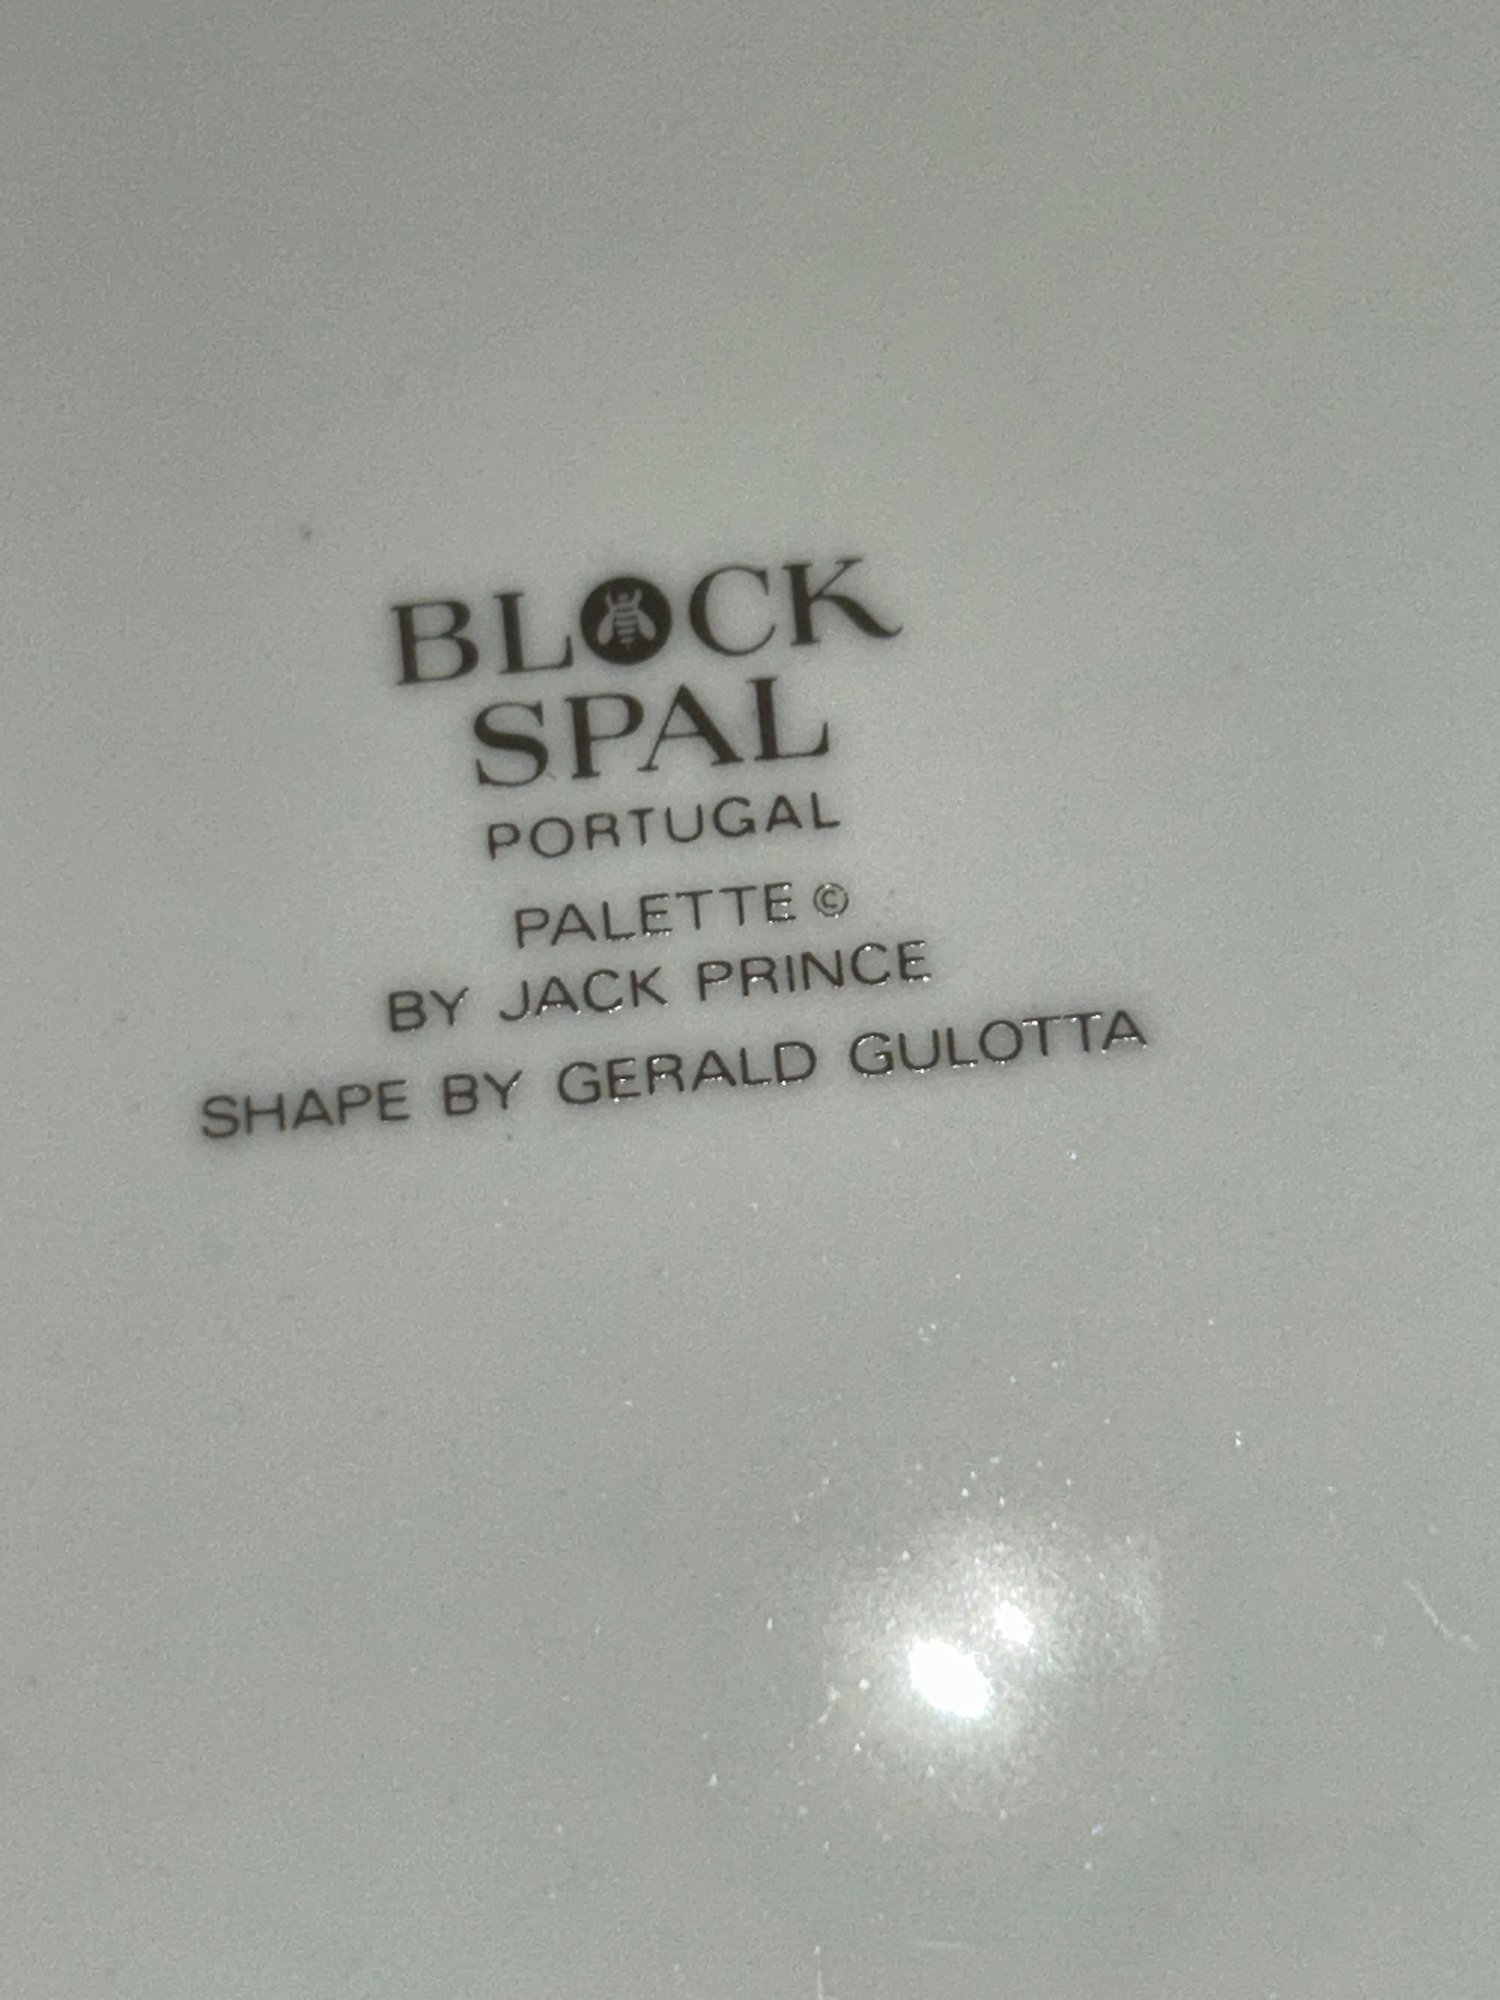 BLOCK
SPAL
PORTUGAL
PALETTE ©
BY JACK PRINCE
SHAPE BY GERALD GULOTTA